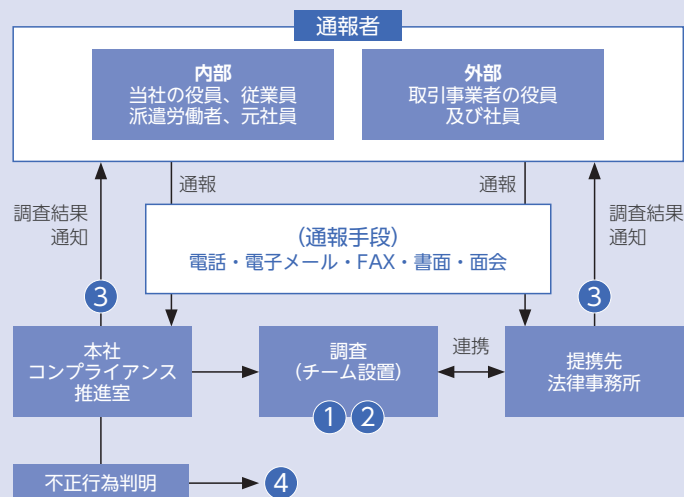 通報者
内部
当社の役員、従業員
派遣労働者、元社員
外部
取引事業者の役員
及び社員
通報
通報
調査結果
通知
調査結果
通知
(通報手段)
電話・電子メール・FAX・書面・面会
3
3
本社
コンプライアンス
推進室
調査
(チーム設置)
連携
提携先
法律事務所
1 2
不正行為判明
4